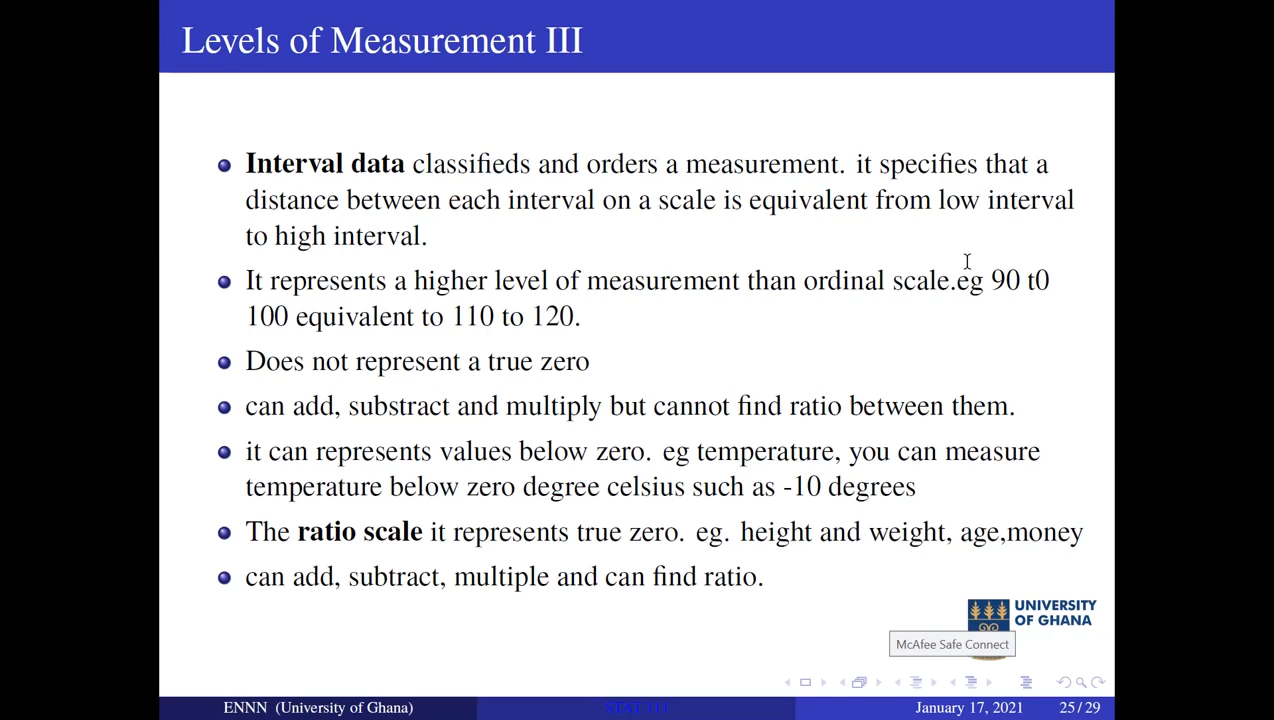 Levels of Measurement III
Interval data classifieds and orders a measurement. it specifies that a
distance between each interval on a scale is equivalent from low interval
to high interval.
It represents a higher level of measurement than ordinal scale.eg 90 t0
100 equivalent to 110 to 120.
Does not represent a true zero
can add, substract and multiply but cannot find ratio between them.
it can represents values below zero. eg temperature, you can measure
temperature below zero degree celsius such as -10 degrees
The ratio scale it represents true zero. eg. height and weight, age,money
can add, subtract, multiple and can find ratio.
UNIVERSITY
OF GHANA
McAfee Safe Connect
ENNN (University of Ghana) STAT 111 January 17, 2021 25 / 29